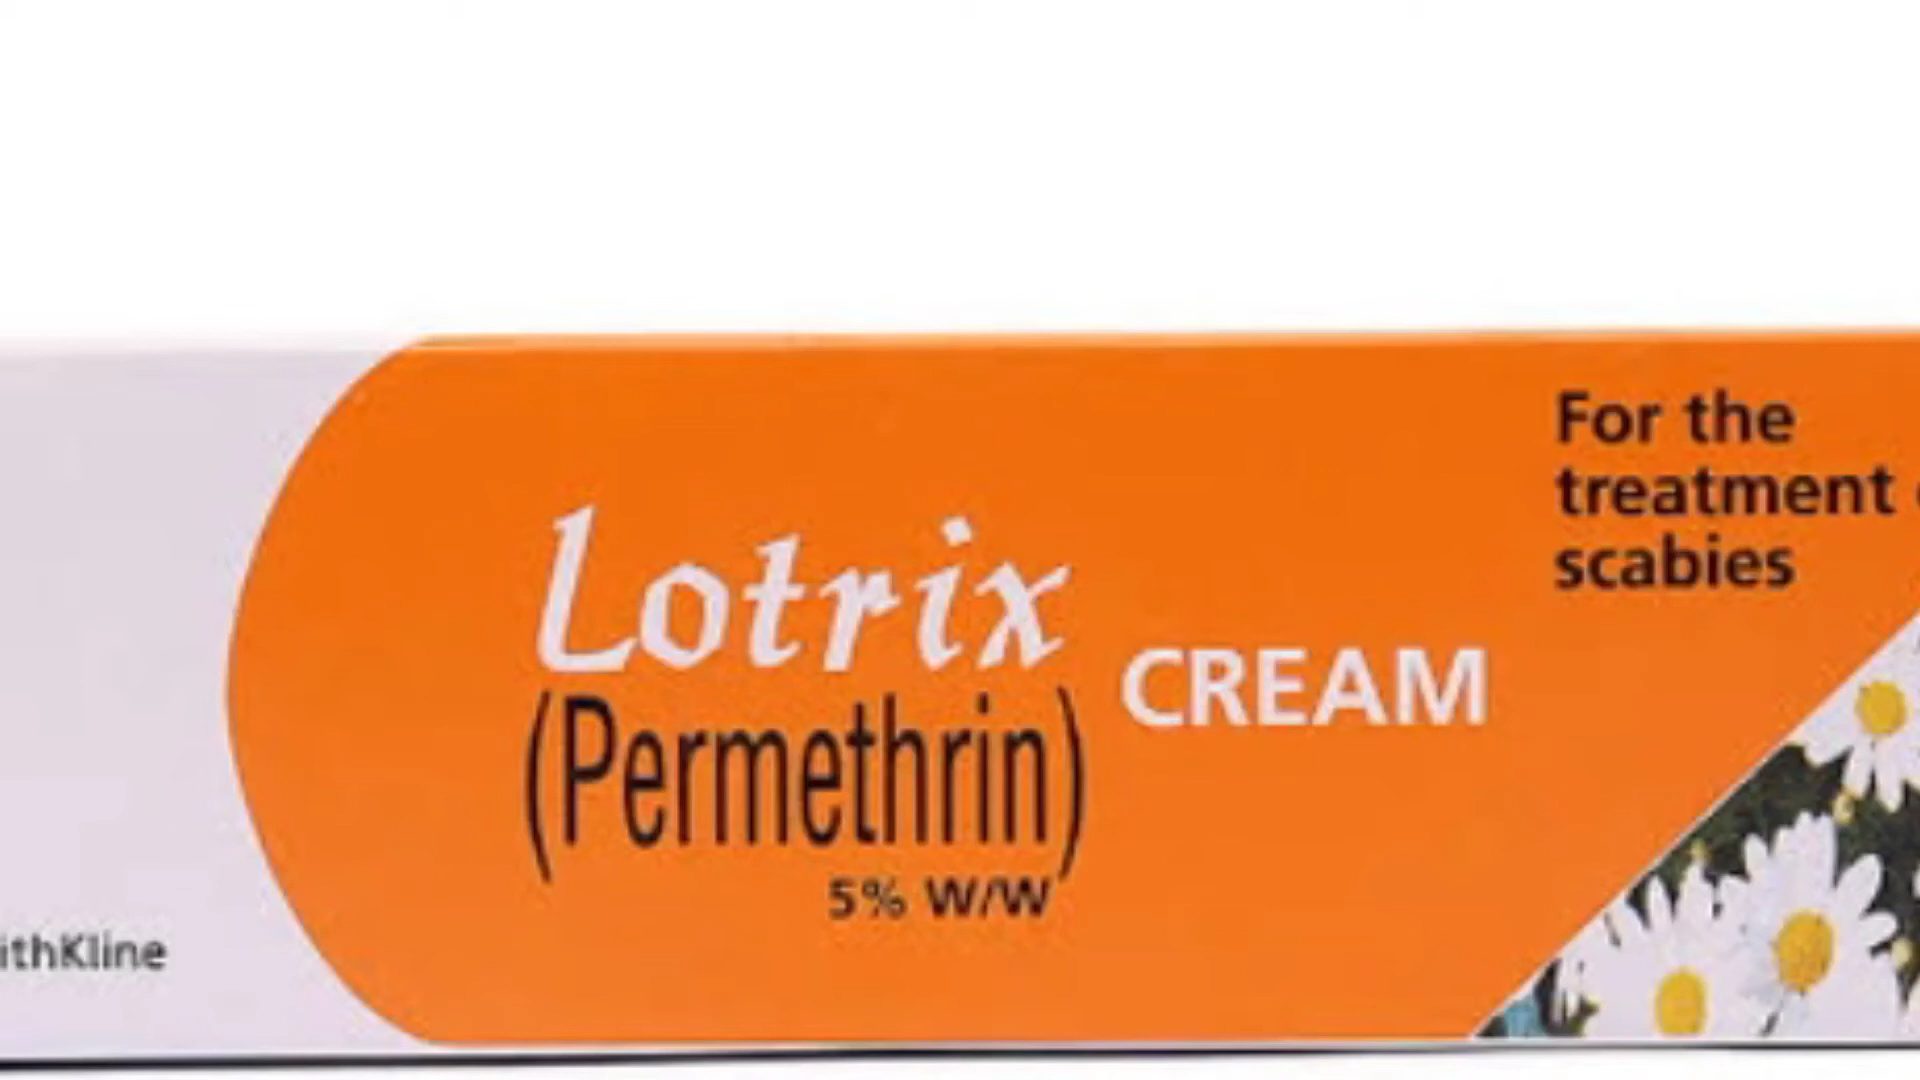 For the
treatment
scabies
Lotrix
CREAM
(Permethrin)
5% W/W
ithKline